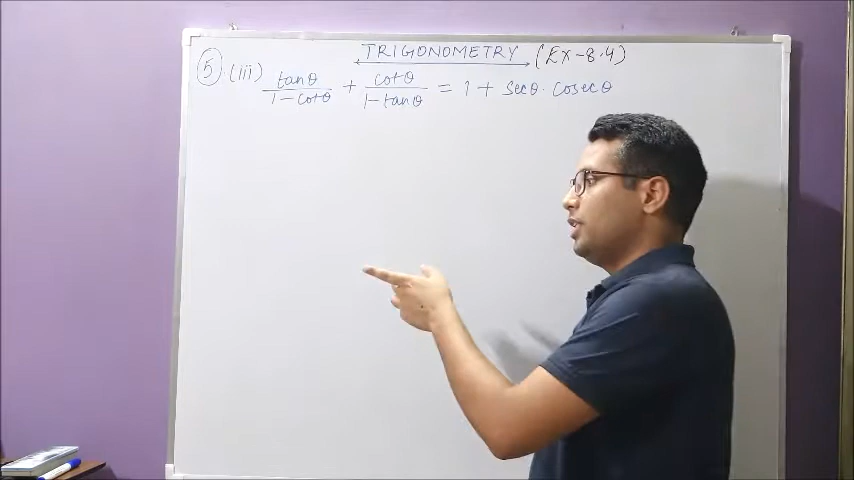 TRIGONOMETRY (Ex-8.4)
5 (iii) tanθ/1-cotθ + cotθ/1-tanθ = 1 + secθ. cosecθ